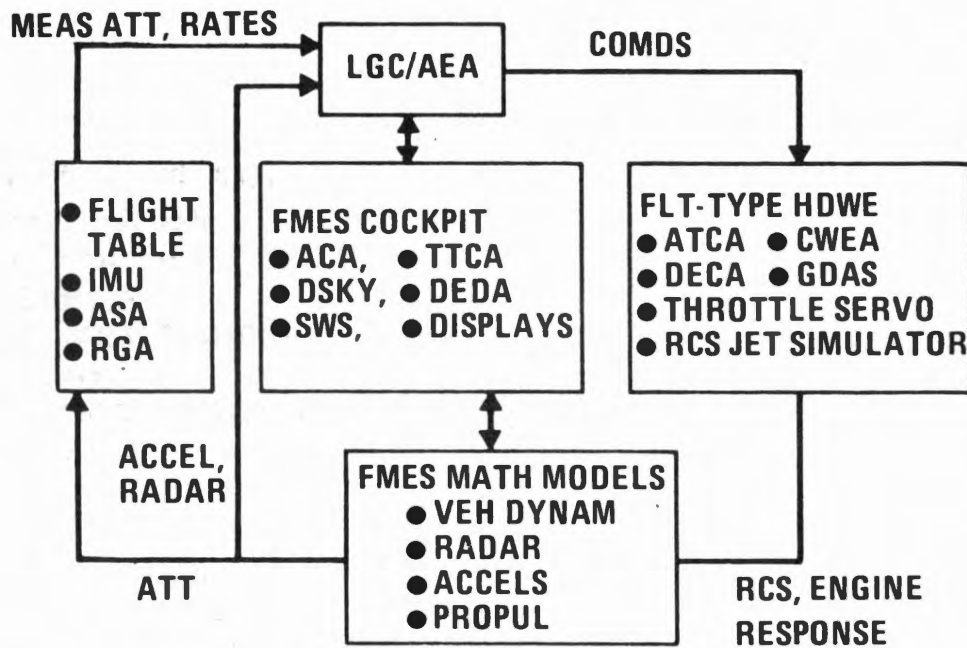 MEAS ATT, RATES
LGC/AEA
COMDS
● FLIGHT
TABLE
● IMU
● ASA
● RGA
FMES COCKPIT
● ACA, ● TTCA
● DSKY, ● DEDA
● SWS, ● DISPLAYS
FLT-TYPE HDWE
● ATCA ● CWEA
● DECA ● GDAS
● THROTTLE SERVO
● RCS JET SIMULATOR
ACCEL,
RADAR
ATT
FMES MATH MODELS
● VEH DYNAM
● RADAR
● ACCELS
● PROPUL
RCS, ENGINE
RESPONSE